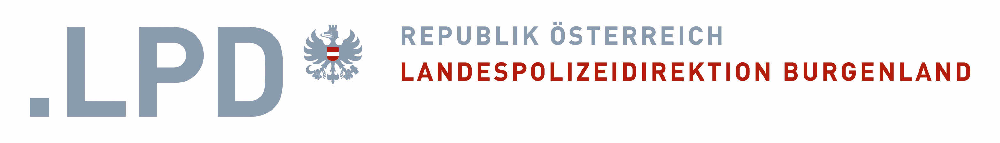 .LPD
REPUBLIK ÖSTERREICH
LANDESPOLIZEIDIREKTION BURGENLAND